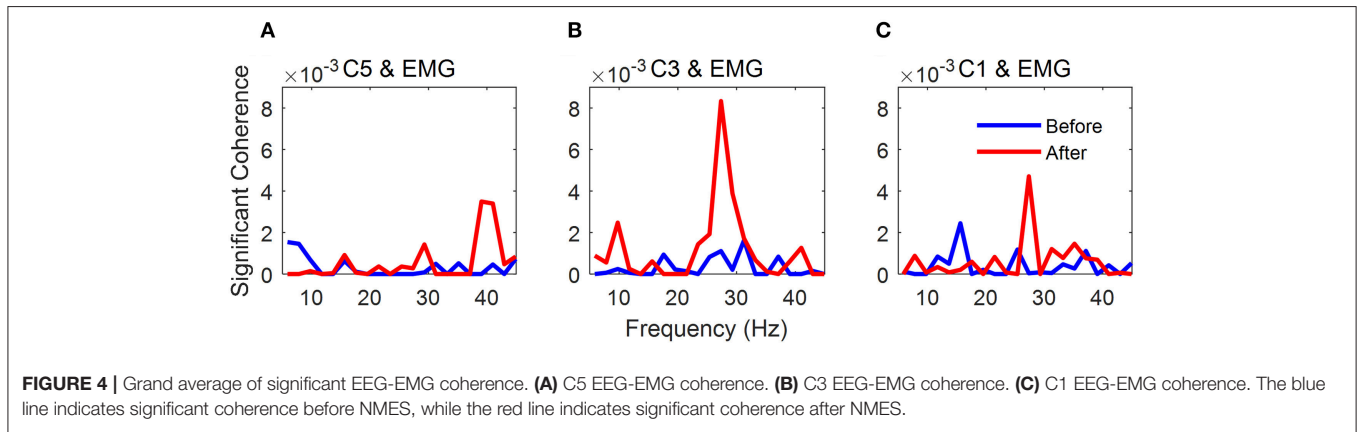 A
B
C
×10⁻³ C5 & EMG
×10⁻³ C3 & EMG
×10⁻³ C1 & EMG
Significant Coherence
8
6
4
2
0
10
20
30
40
8
6
4
2
0
10
20
30
40
8
6
4
2
0
10
20
30
40
Before
After
Frequency (Hz)
FIGURE 4 | Grand average of significant EEG-EMG coherence. (A) C5 EEG-EMG coherence. (B) C3 EEG-EMG coherence. (C) C1 EEG-EMG coherence. The blue
line indicates significant coherence before NMES, while the red line indicates significant coherence after NMES.